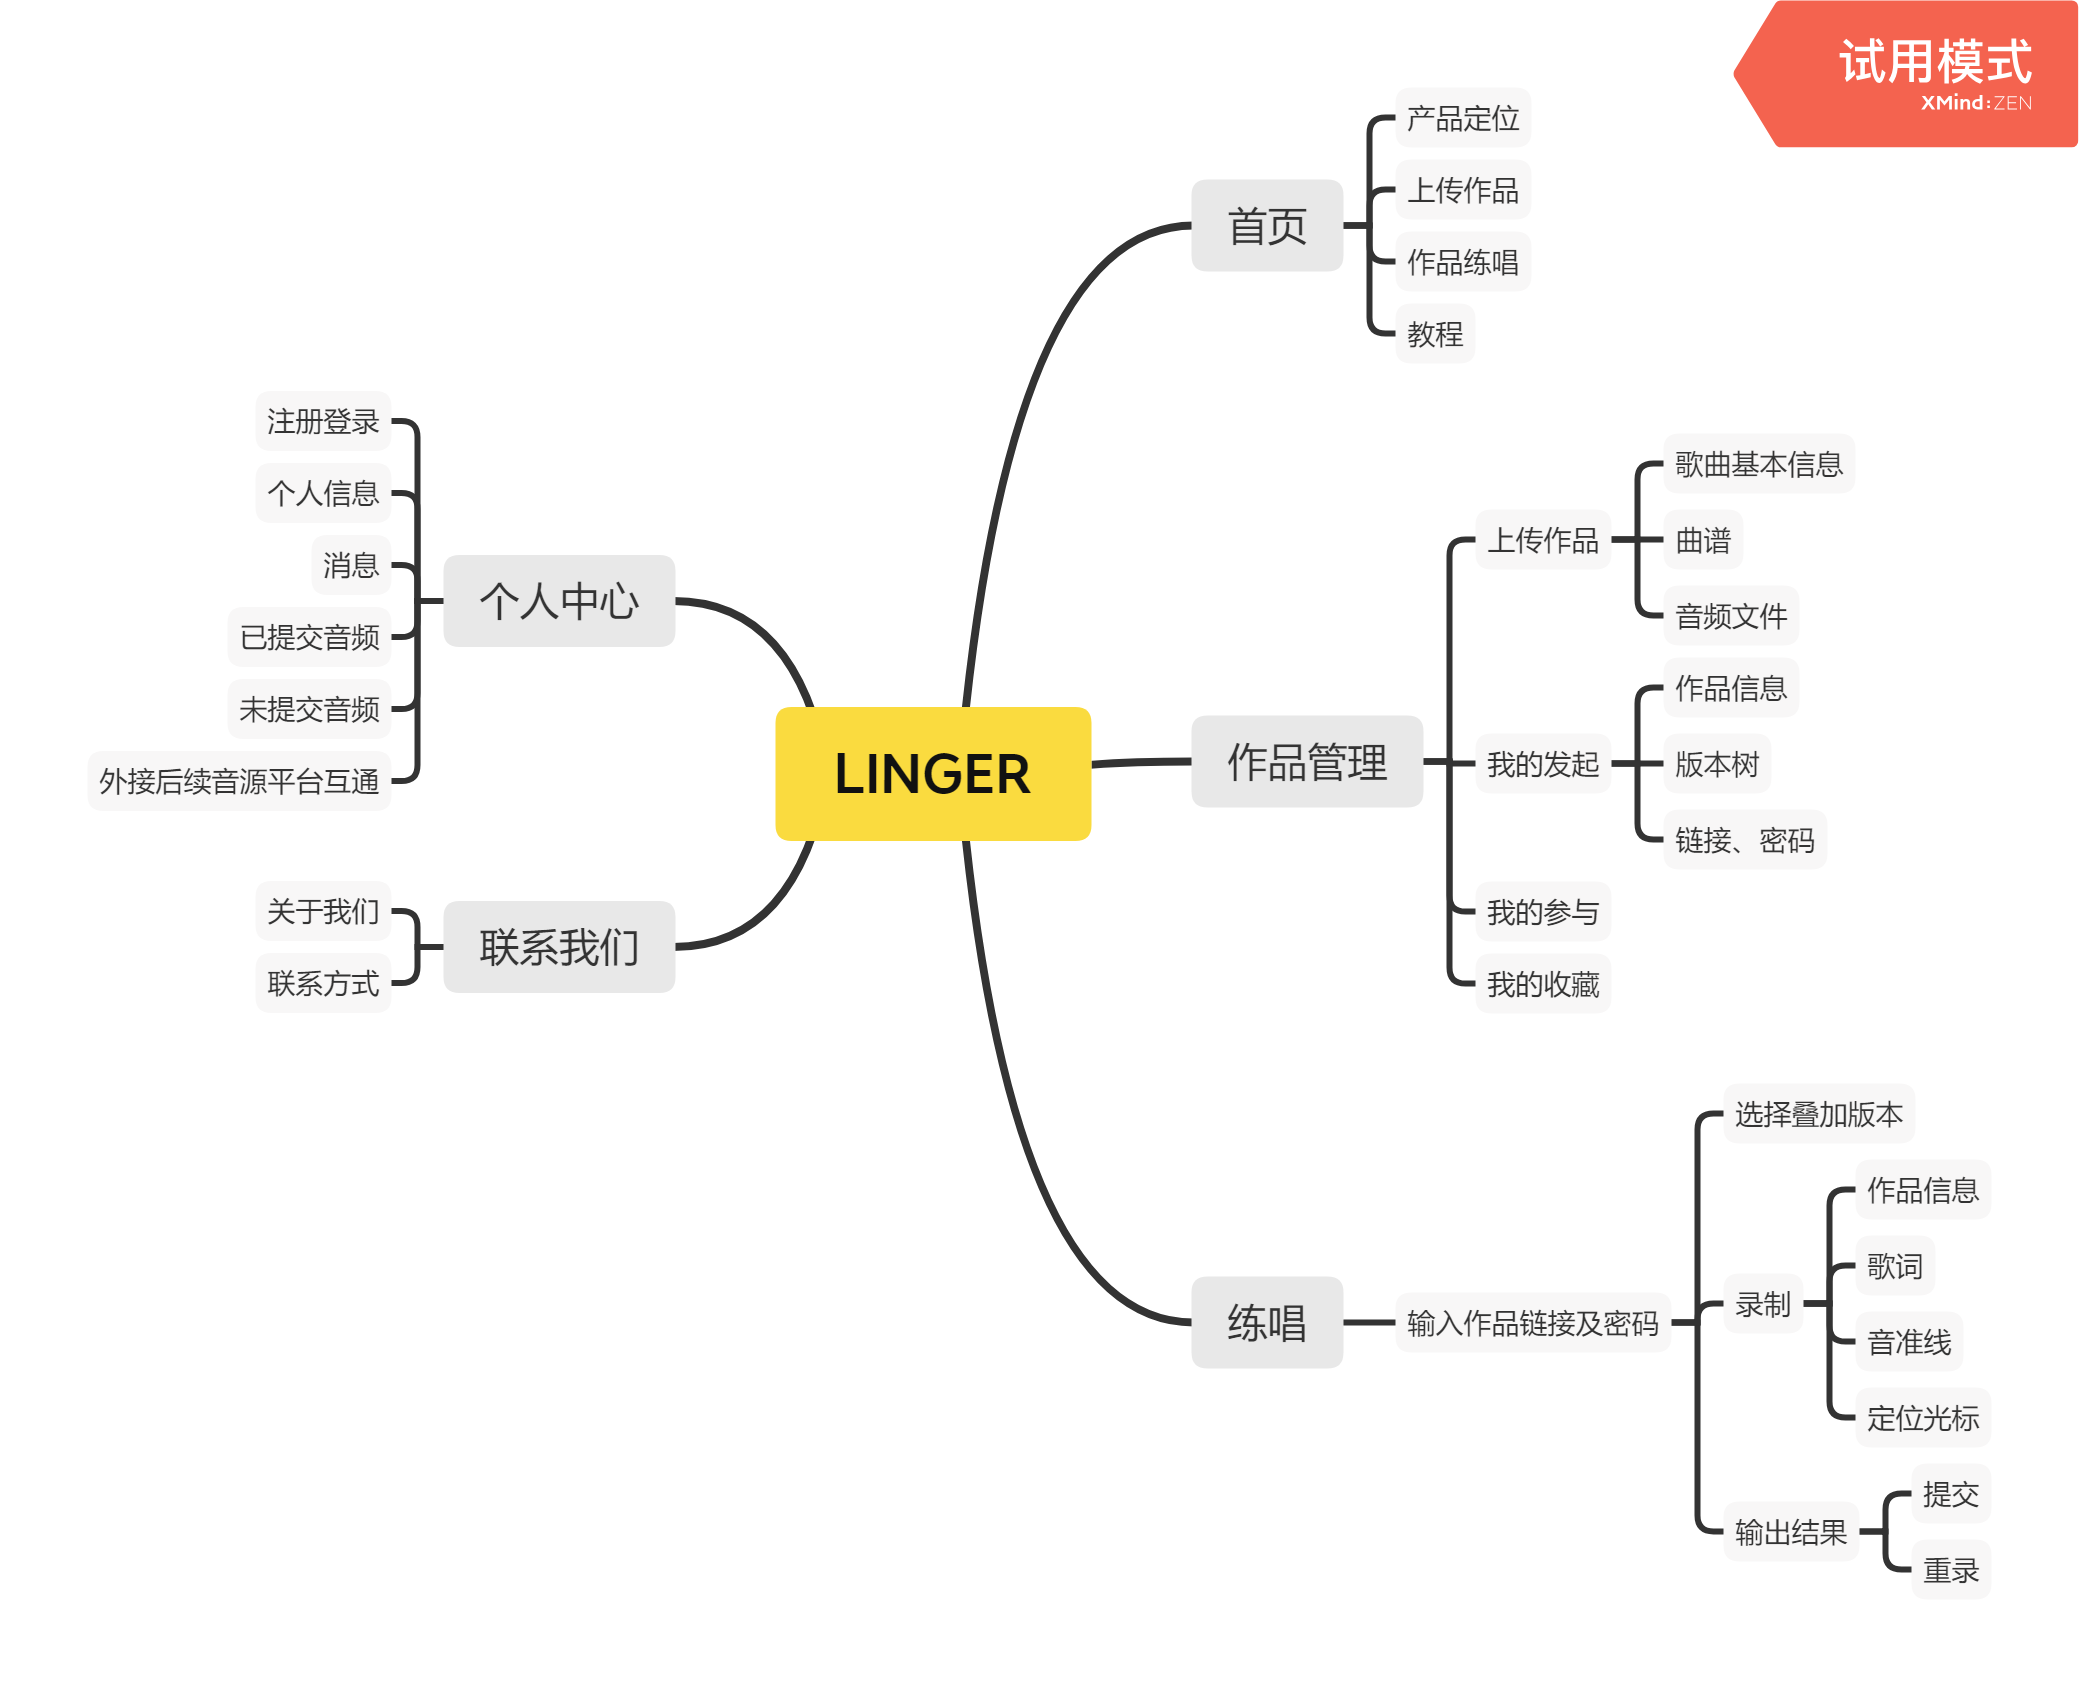 试用模式
XMind:ZEN
LINGER
首页
产品定位
上传作品
作品练唱
教程
作品管理
上传作品
歌曲基本信息
曲谱
音频文件
我的发起
作品信息
版本树
链接、密码
我的参与
我的收藏
练唱
输入作品链接及密码
选择叠加版本
录制
作品信息
歌词
音准线
定位光标
输出结果
提交
重录
个人中心
注册登录
个人信息
消息
已提交音频
未提交音频
外接后续音源平台互通
联系我们
关于我们
联系方式